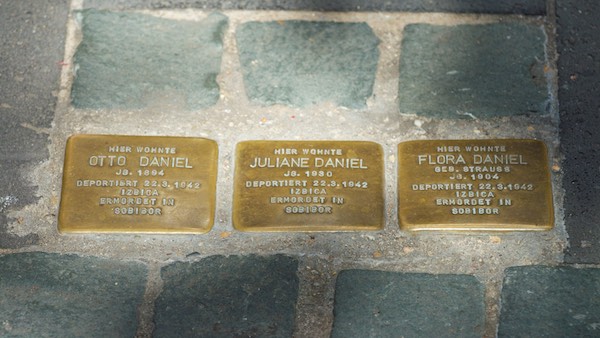 HIER WOHNTE
OTTO DANIEL
JG. 1894
DEPORTIERT 22.3.1942
IZBICA
ERMORDET IN
SOBIBOR
HIER WOHNTE
JULIANE DANIEL
JG. 1930
DEPORTIERT 22.3.1942
IZBICA
ERMORDET IN
SOBIBOR
HIER WOHNTE
FLORA DANIEL
GEB. STRAUSS
JG. 1904
DEPORTIERT 22.3.1942
IZBICA
ERMORDET IN
SOBIBOR